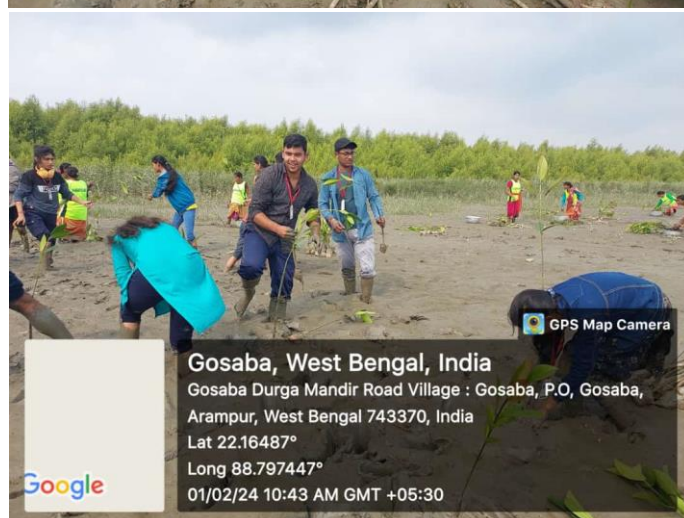 GPS Map Camera
Gosaba, West Bengal, India
Gosaba Durga Mandir Road Village : Gosaba, P.O, Gosaba,
Arampur, West Bengal 743370, India
Lat 22.16487°
Long 88.797447°
01/02/24 10:43 AM GMT +05:30
Google